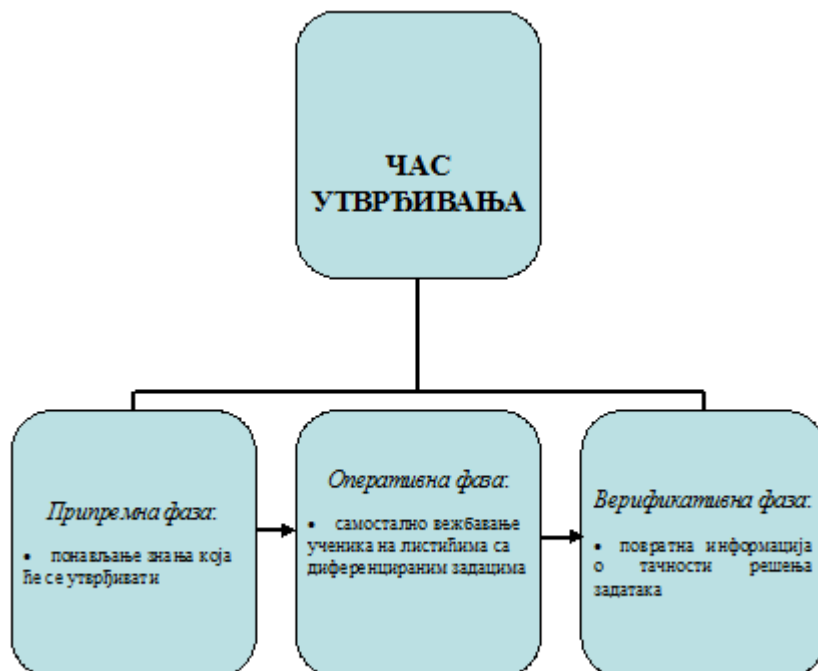 ЧАС
УТВРЂИВАЊА
Припремна фаза:
• понављање знања која
ће се утврђивати
Оперативна фаза:
• самостално вежбавање
ученика на листићима са
диференцираним задацима
Верификативна фаза:
• повратна информација
о тачности решења
задатака